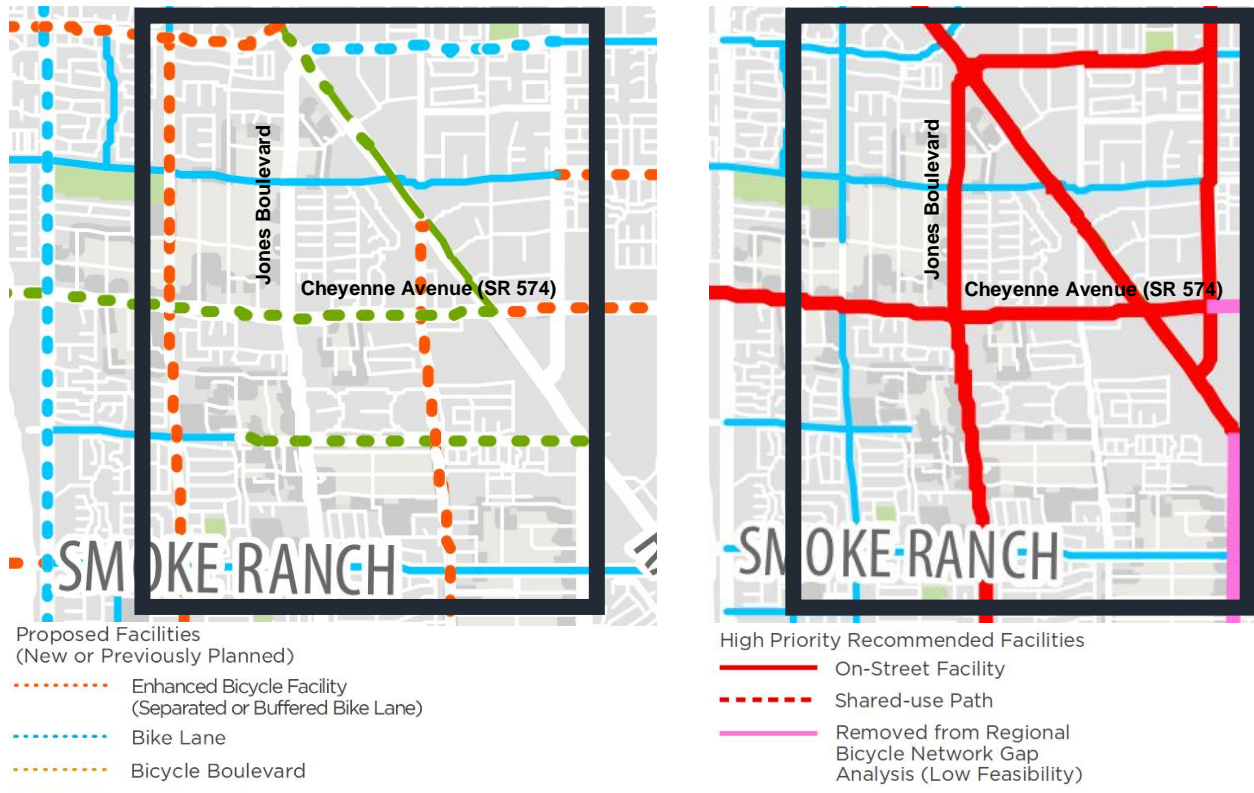 Jones Boulevard
Cheyenne Avenue (SR 574)
SMOKE RANCH
Proposed Facilities
(New or Previously Planned)
Enhanced Bicycle Facility
(Separated or Buffered Bike Lane)
Bike Lane
Bicycle Boulevard
Jones Boulevard
Cheyenne Avenue (SR 574)
SMOKE RANCH
High Priority Recommended Facilities
On-Street Facility
Shared-use Path
Removed from Regional
Bicycle Network Gap
Analysis (Low Feasibility)